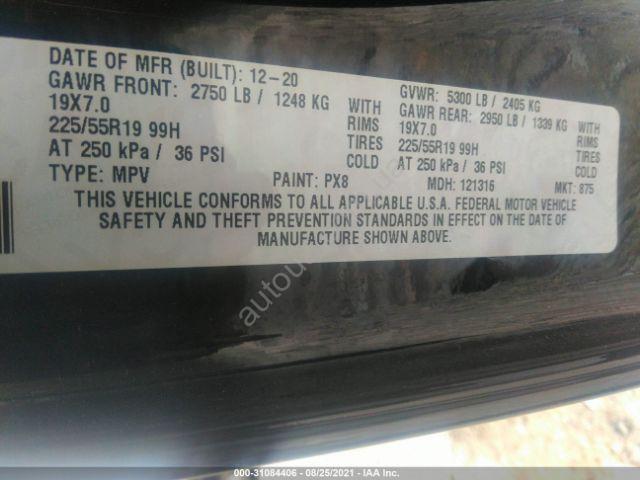 DATE OF MFR (BUILT): 12-20
GAWR FRONT: 2750 LB / 1248 KG WITH
19X7.0 RIMS
225/55R19 99H TIRES
AT 250 kPa / 36 PSI COLD
GVWR: 5300 LB / 2405 KG
GAWR REAR: 2950 LB / 1339 KG WITH
19X7.0 RIMS
225/55R19 99H TIRES
AT 250 kPa / 36 PSI COLD
TYPE: MPV PAINT: PX8 MDH: 121316 MKT: 875
THIS VEHICLE CONFORMS TO ALL APPLICABLE U.S.A. FEDERAL MOTOR VEHICLE
SAFETY AND THEFT PREVENTION STANDARDS IN EFFECT ON THE DATE OF
MANUFACTURE SHOWN ABOVE.
000-31084406 - 08/25/2021 - IAA Inc.